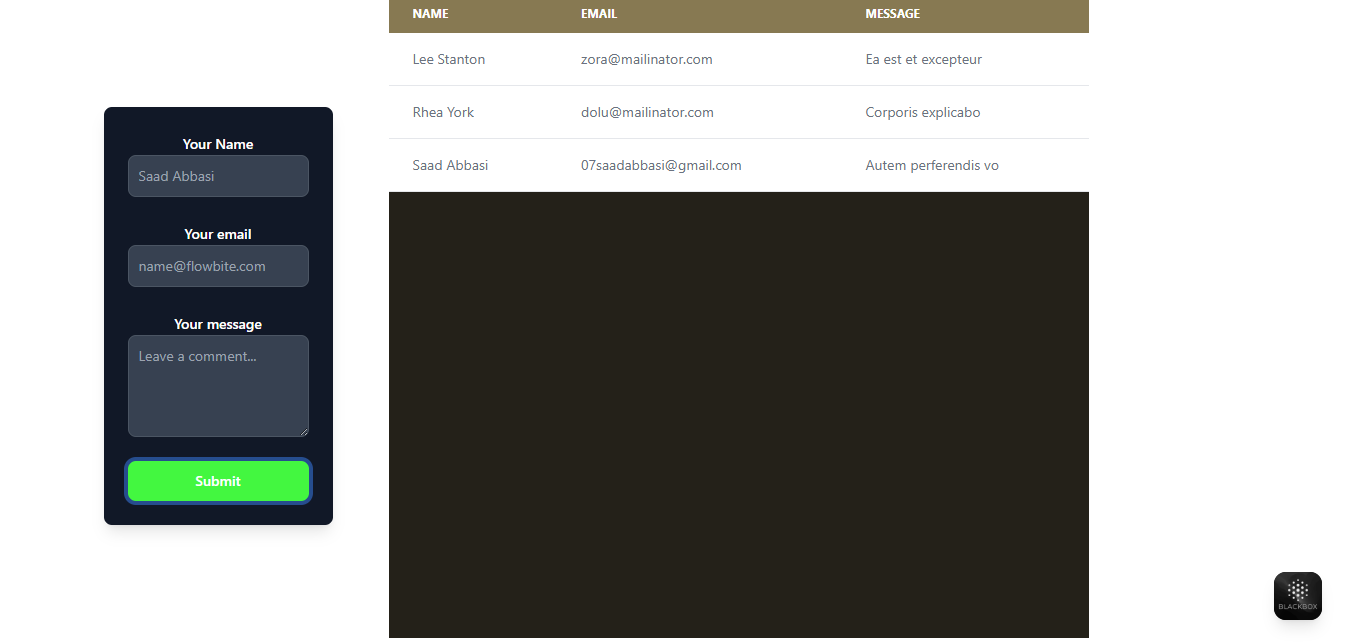 NAME EMAIL MESSAGE
Lee Stanton zora@mailinator.com Ea est et excepteur
Rhea York dolu@mailinator.com Corporis explicabo
Saad Abbasi 07saadabbasi@gmail.com Autem perferendis vo
Your Name
Saad Abbasi
Your email
name@flowbite.com
Your message
Leave a comment...
Submit
BLACKBOX